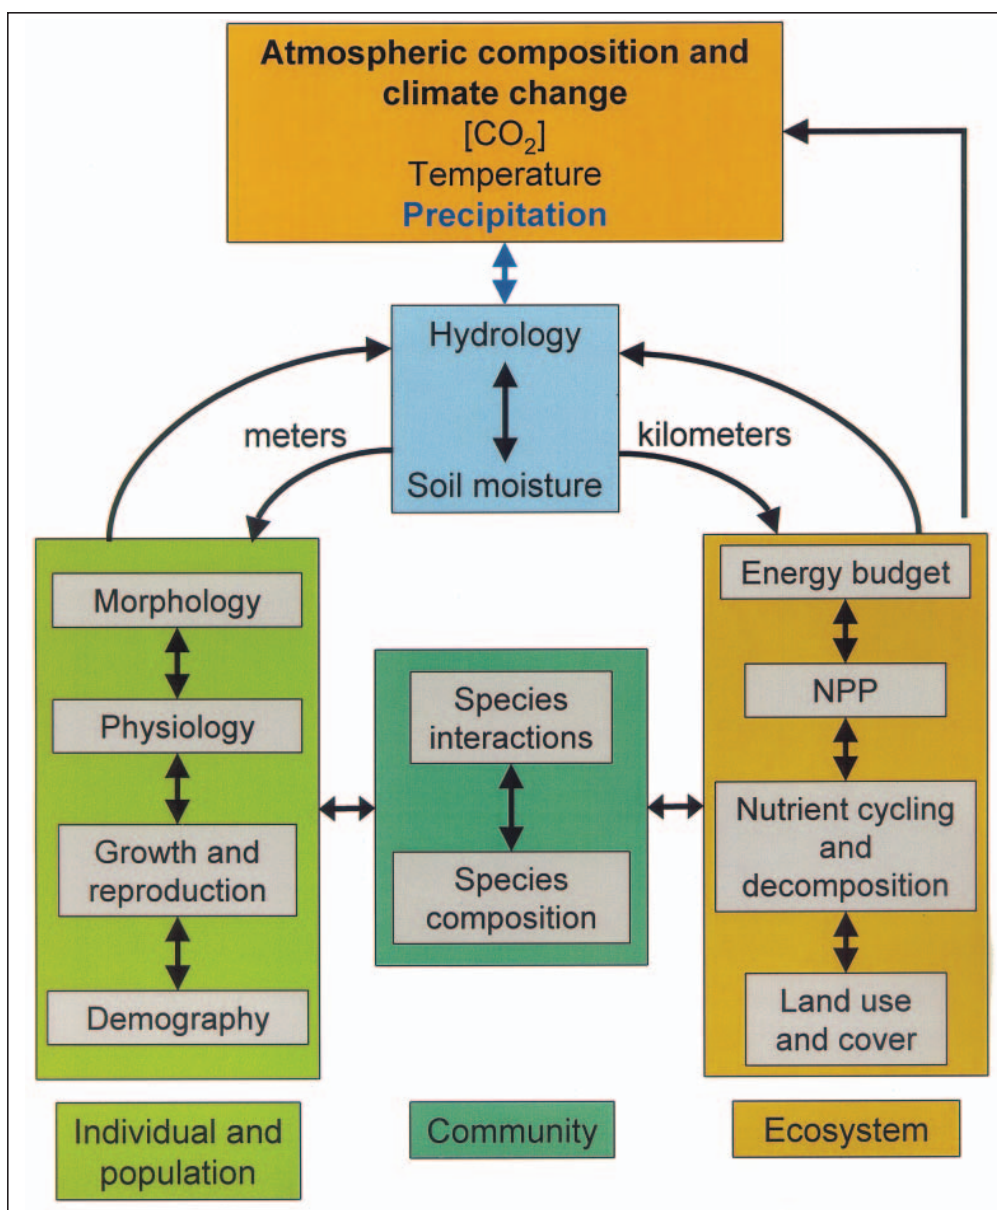 Atmospheric composition and
climate change
[CO₂]
Temperature
Precipitation
Hydrology
meters
kilometers
Soil moisture
Morphology
Physiology
Growth and
reproduction
Demography
Species
interactions
Species
composition
Energy budget
NPP
Nutrient cycling
and
decomposition
Land use
and cover
Individual and
population
Community
Ecosystem